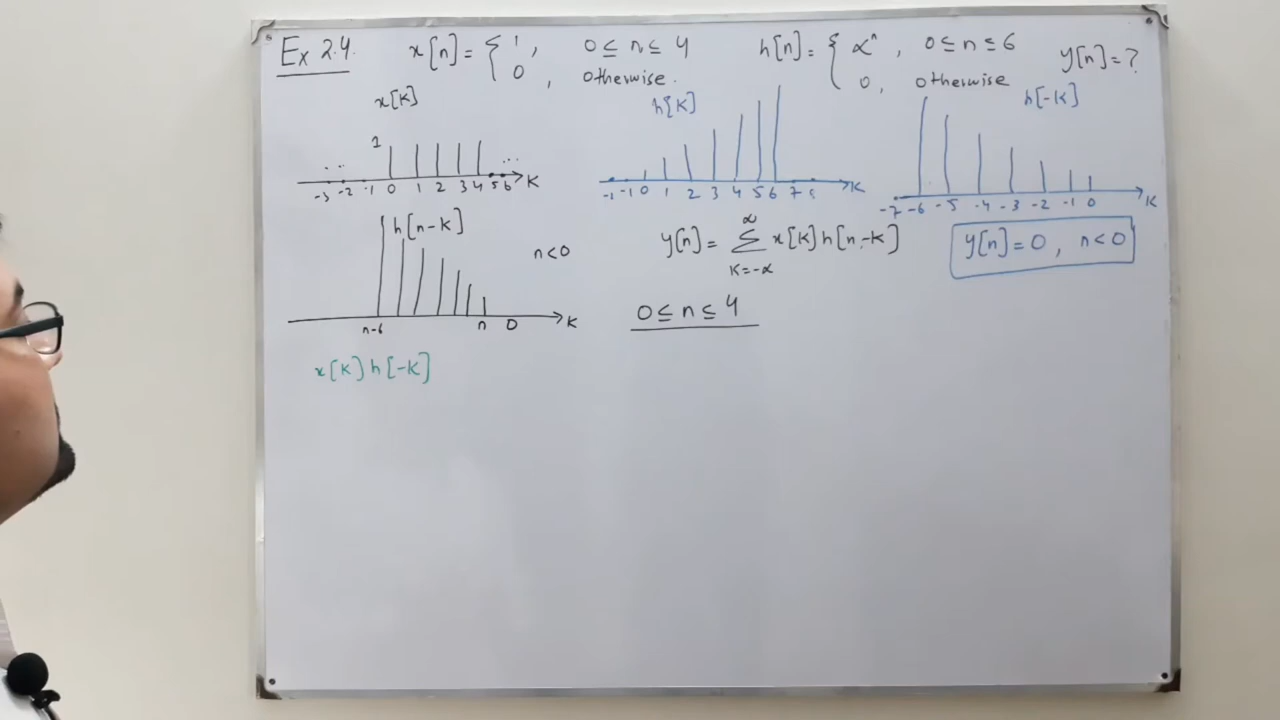 Ex 2.4. x[n] = { 1, 0 ≤ n ≤ 4 h[n] = { αⁿ, 0 ≤ n ≤ 6 y[n] = ?
0, otherwise. 0, otherwise
x[k] h[k] h[-k]
1 ... ...
-3 -2 -1 0 1 2 3 4 5 6 K
-1 -1 0 1 2 3 4 5 6 7 K
-7 -6 -5 -4 -3 -2 -1 0 K
h[n-k] n<0
n-6 n 0 K
y[n] = ∞ Σ K=-∞ x[k] h[n-k]
y[n] = 0, n<0
0 ≤ n ≤ 4
x[k] h[-k]